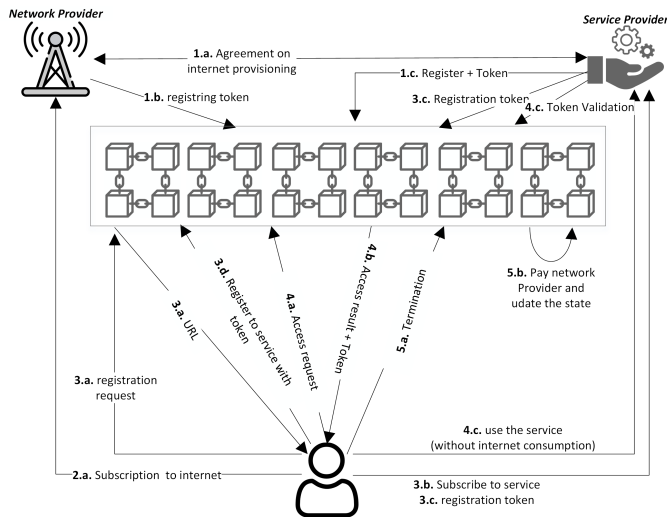 Network Provider
Service Provider
1.a. Agreement on
internet provisioning
1.b. registring token
1.c. Register + Token
3.c. Registration token
4.c. Token Validation
3.a. URL
3.d. Register to service with
token
4.a. Access request
4.b. Access result + Token
5.a. Termination
5.b. Pay network
Provider and
udate the state
3.a. registration
request
4.c. use the service
(without internet consumption)
2.a. Subscription to internet
3.b. Subscribe to service
3.c. registration token